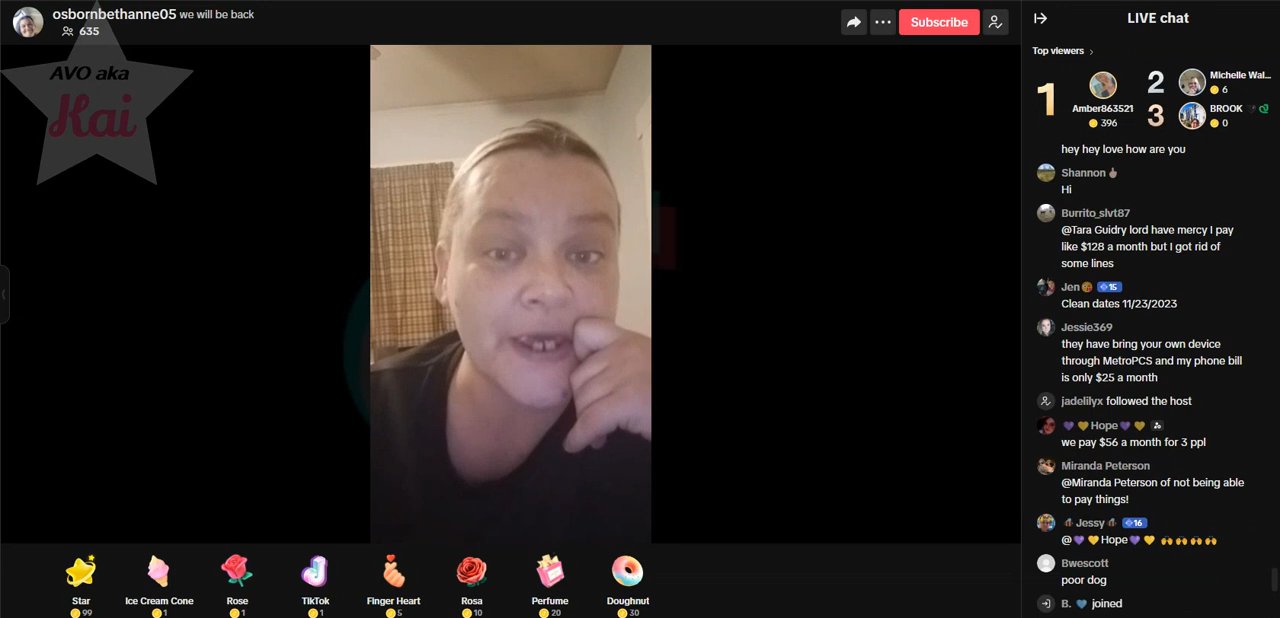 osbornbethanne05 we will be back
635
Subscribe
AVO aka
Kai
LIVE chat
Top viewers
1
Amber863521
396
2
Michelle Wal...
6
3
BROOK
0
hey hey love how are you
Shannon
Hi
Burrito_slvt87
@Tara Guidry lord have mercy I pay
like $128 a month but I got rid of
some lines
Jen 15
Clean dates 11/23/2023
Jessie369
they have bring your own device
through MetroPCS and my phone bill
is only $25 a month
jadelilyx followed the host
💜 💛Hope💜 💛
we pay $56 a month for 3 ppl
Miranda Peterson
@Miranda Peterson of not being able
to pay things!
Jessy 16
@💜 💛Hope💜 💛 🙌🙌🙌🙌
Bwescott
poor dog
B. 💙 joined
Star
99
Ice Cream Cone
1
Rose
1
TikTok
1
Finger Heart
5
Rosa
10
Perfume
20
Doughnut
30